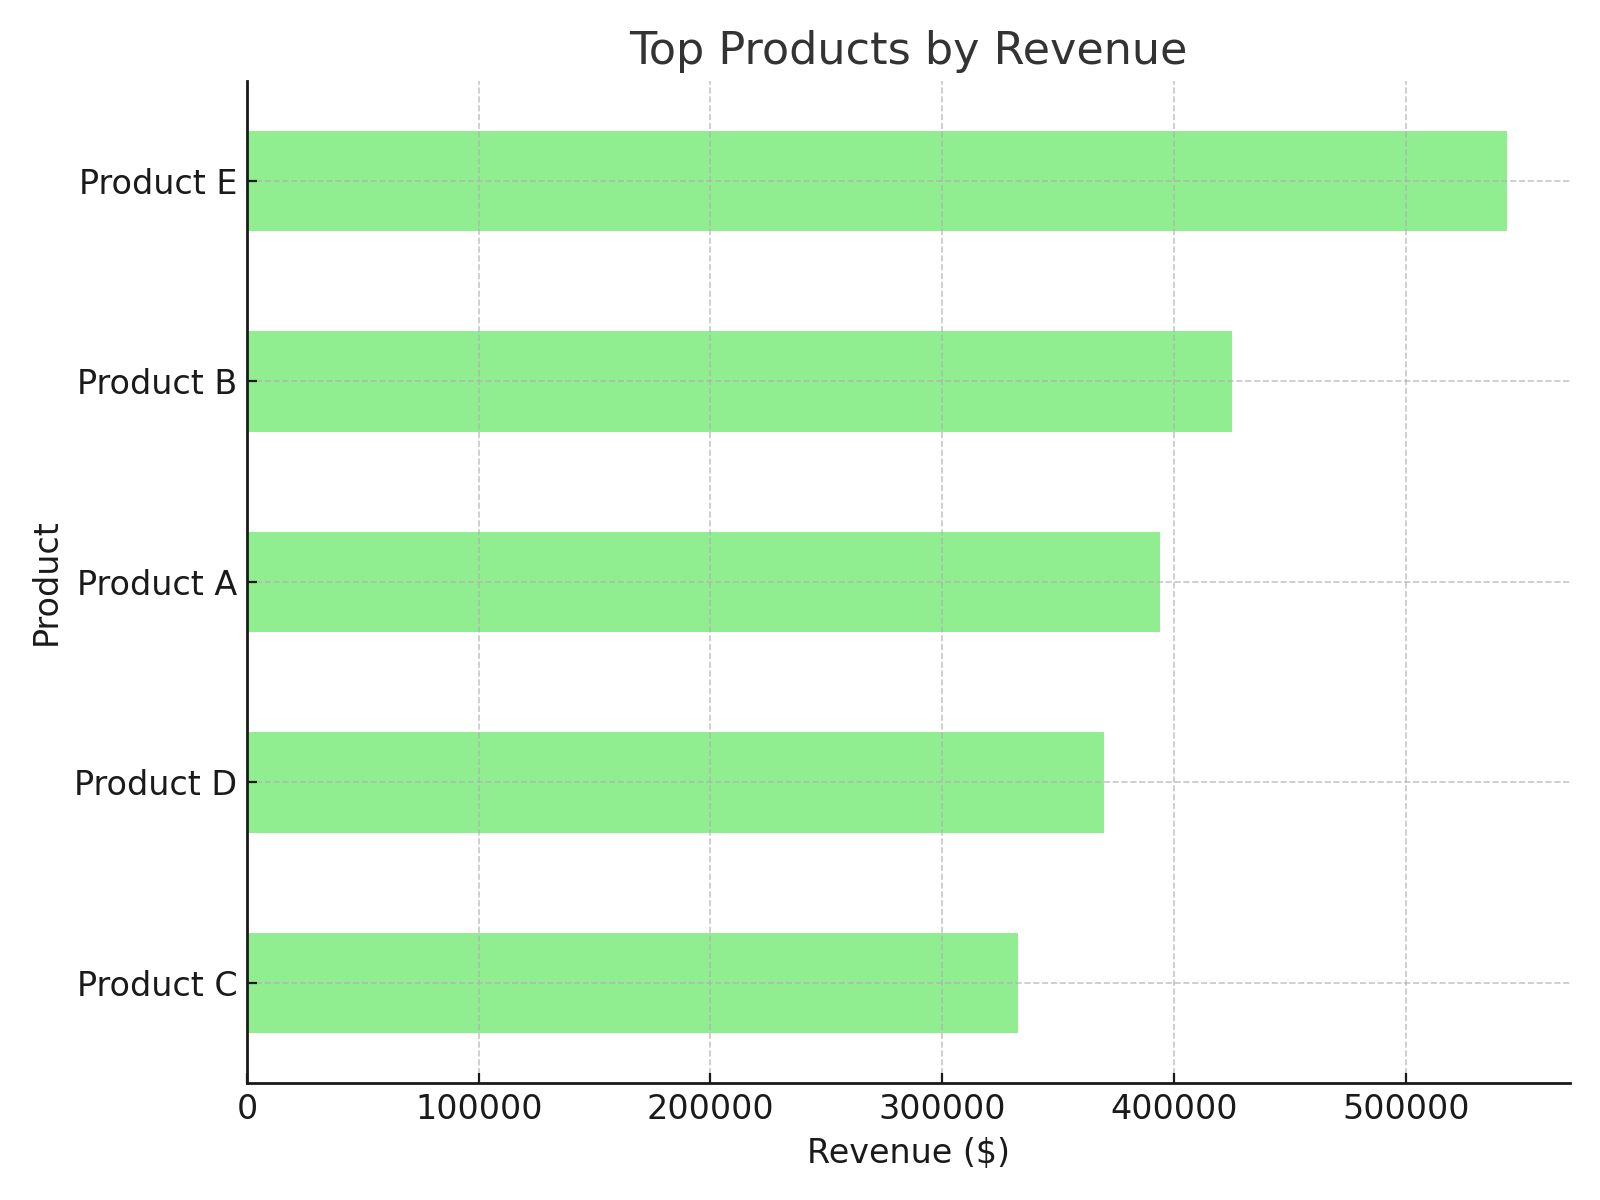 Top Products by Revenue
Product E
Product B
Product A
Product D
Product C
Product
0 100000 200000 300000 400000 500000
Revenue ($)